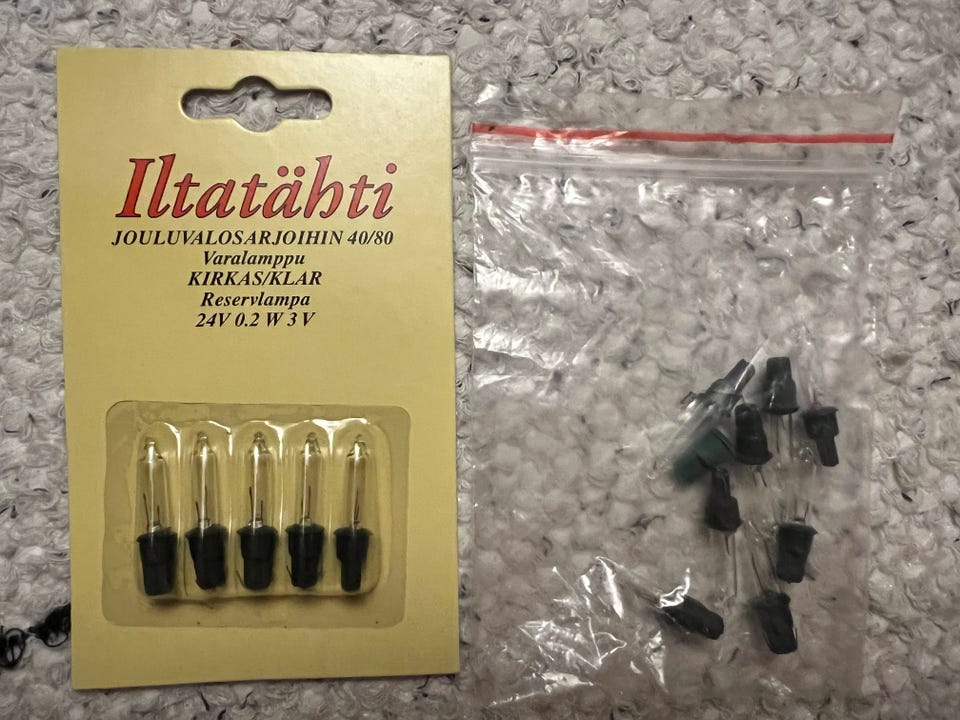 Iltatähti
JOULUVALOSARJOIHIN 40/80
Varalamppu
KIRKAS/KLAR
Reservlampa
24V 0.2 W 3 V